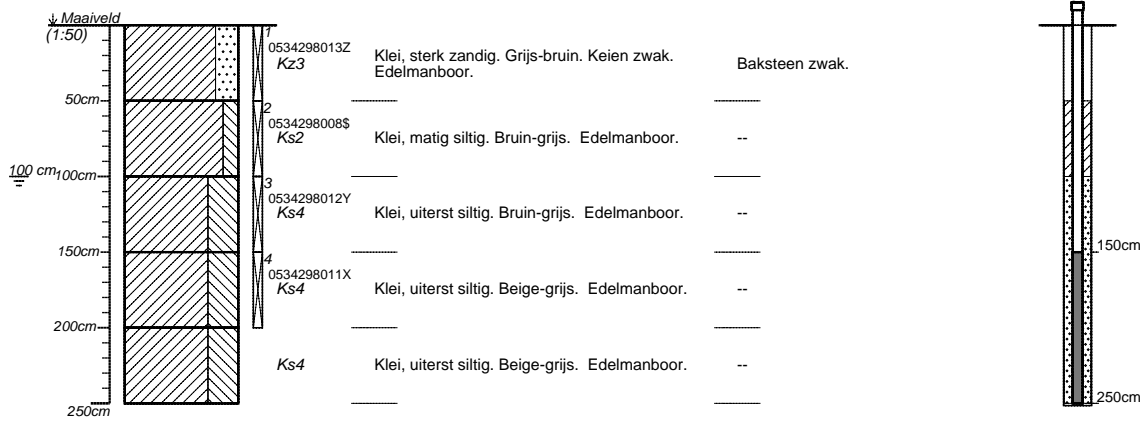 Maaiveld
(1:50)
1
0534298013Z
Kz3
Klei, sterk zandig. Grijs-bruin. Keien zwak.
Edelmanboor.
Baksteen zwak.
50cm
2
0534298008$
Ks2
Klei, matig siltig. Bruin-grijs. Edelmanboor.
--
100 cm
100cm
3
0534298012Y
Ks4
Klei, uiterst siltig. Bruin-grijs. Edelmanboor.
--
150cm
150cm
4
0534298011X
Ks4
Klei, uiterst siltig. Beige-grijs. Edelmanboor.
--
200cm
Ks4
Klei, uiterst siltig. Beige-grijs. Edelmanboor.
--
250cm
250cm